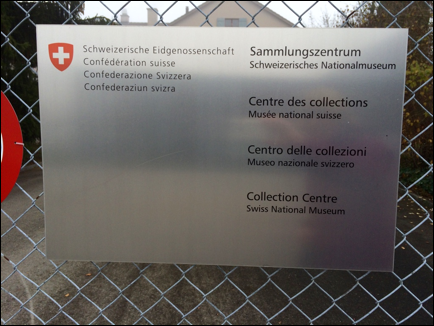 Schweizerische Eidgenossenschaft
Confédération suisse
Confederazione Svizzera
Confederaziun svizra
Sammlungszentrum
Schweizerisches Nationalmuseum
Centre des collections
Musée national suisse
Centro delle collezioni
Museo nazionale svizzero
Collection Centre
Swiss National Museum